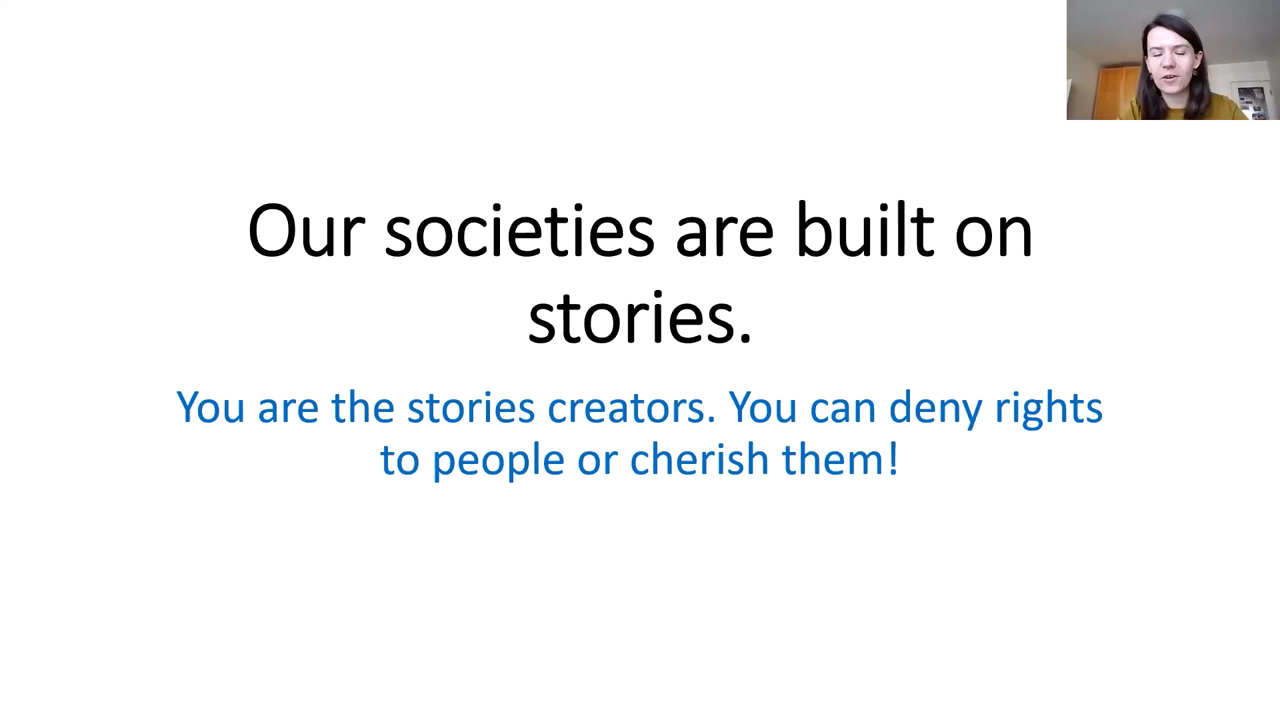 Our societies are built on
stories.
You are the stories creators. You can deny rights
to people or cherish them!